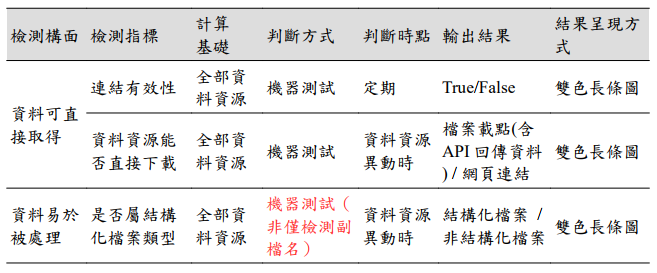 檢測構面 檢測指標 計算基礎 判斷方式 判斷時點 輸出結果 結果呈現方式
資料可直接取得 連結有效性 全部資料資源 機器測試 定期 True/False 雙色長條圖
資料資源能否直接下載 全部資料資源 機器測試 資料資源異動時 檔案載點(含API 回傳資料) / 網頁連結 雙色長條圖
資料易於被處理 是否屬結構化檔案類型 全部資料資源 機器測試（非僅檢測副檔名） 資料資源異動時 結構化檔案 / 非結構化檔案 雙色長條圖